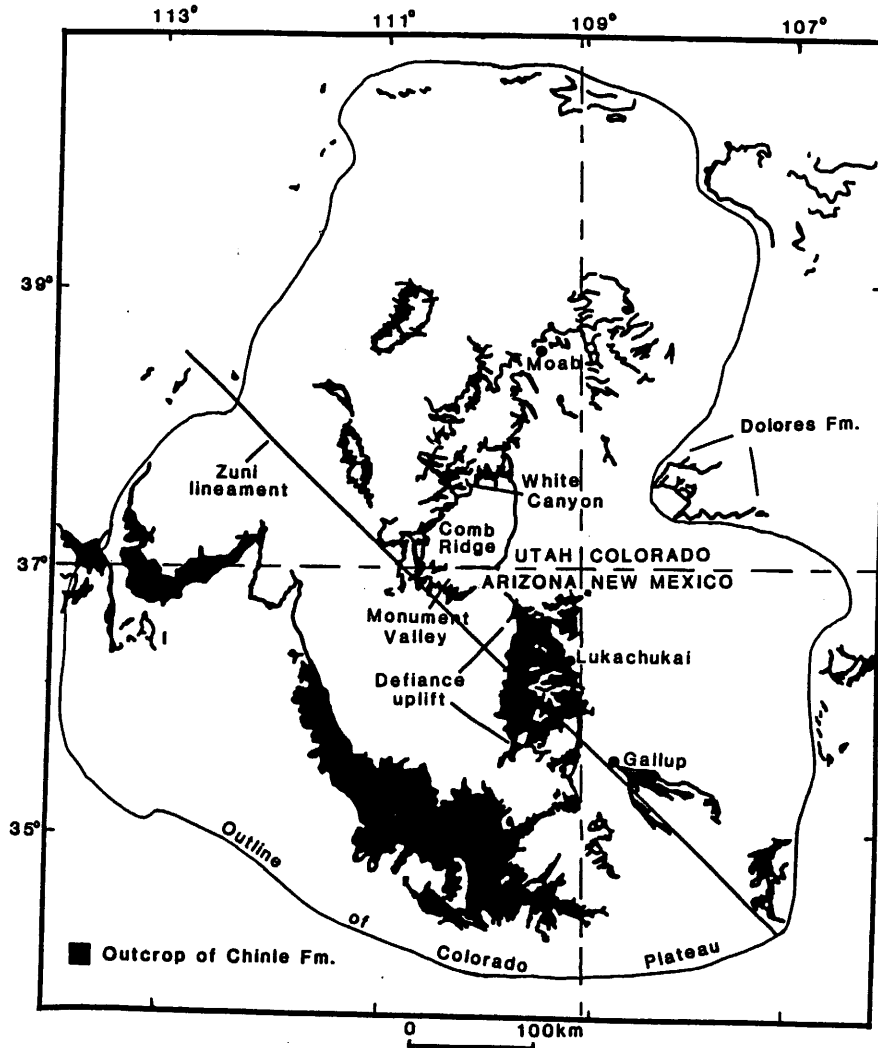 113° 111° 109° 107°
39°
Moab
Dolores Fm.
Zuni
lineament
White
Canyon
Comb
Ridge
UTAH COLORADO
37°
ARIZONA NEW MEXICO
Monument
Valley
Lukachukai
Defiance
uplift
Gallup
35°
Outline of Colorado Plateau
Outcrop of Chinle Fm.
0 100km